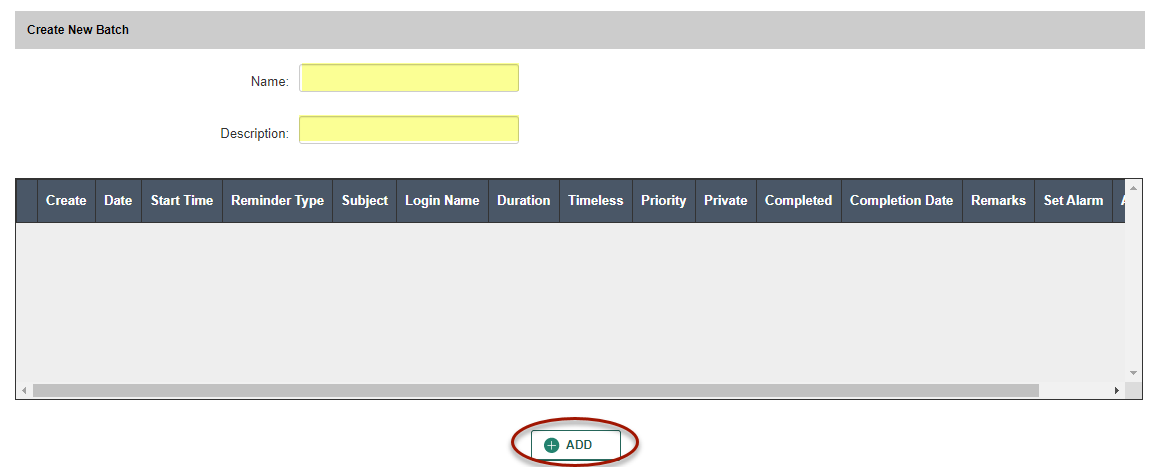 Create New Batch
Name:
Description:
Create Date Start Time Reminder Type Subject Login Name Duration Timeless Priority Private Completed Completion Date Remarks Set Alarm
ADD